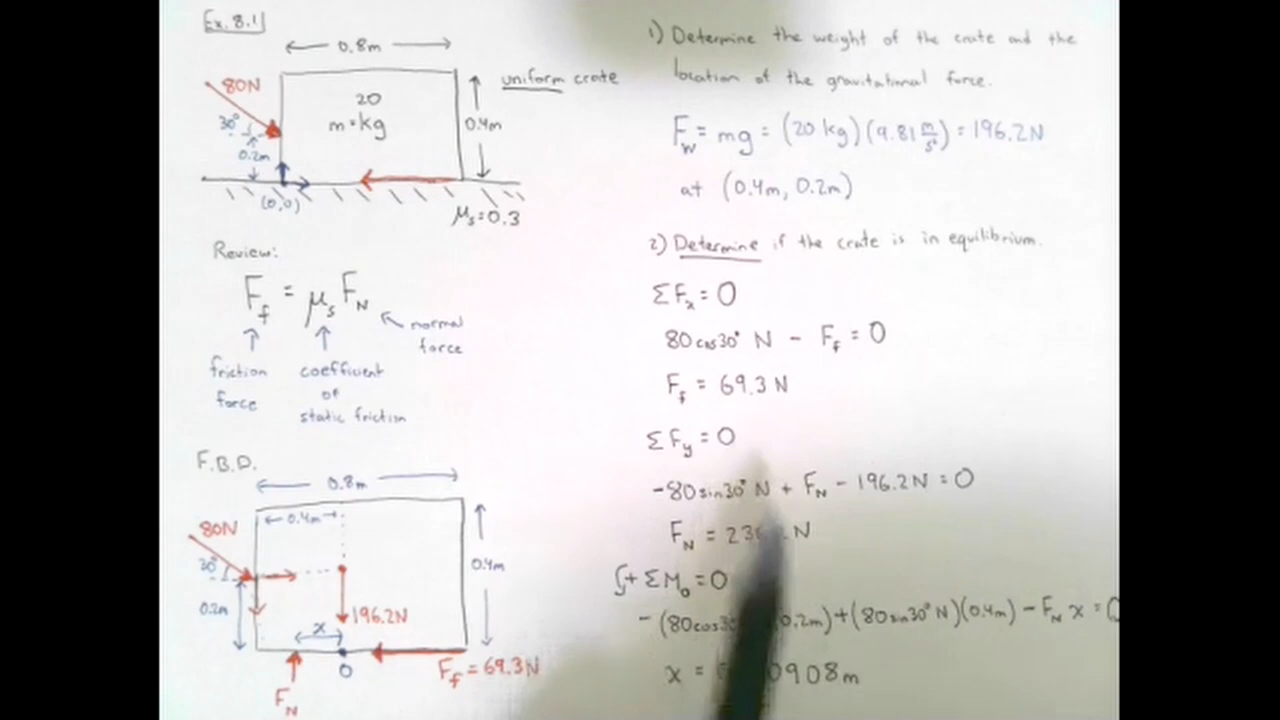 Ex. 8.1
0.8m
80N
30°
0.2m
20
m=kg
uniform crate
0.4m
(0,0)
μs=0.3
Review:
Ff = μs FN
friction force
coefficient of static friction
normal force
F.B.D.
0.8m
0.4m
80N
30°
0.2m
0.4m
196.2N
x
O
FN
Ff = 69.3N
1) Determine the weight of the crate and the
location of the gravitational force.
Fw = mg = (20 kg)(9.81 m/s²) = 196.2N
at (0.4m, 0.2m)
2) Determine if the crate is in equilibrium.
ΣFx = 0
80cos30° N - Ff = 0
Ff = 69.3 N
ΣFy = 0
-80sin30° N + FN - 196.2N = 0
FN = N
+ ΣMo = 0
-(80cos30 0.2m)+(80sin30° N)(0.4m) - FN x = 0
x = 0908m